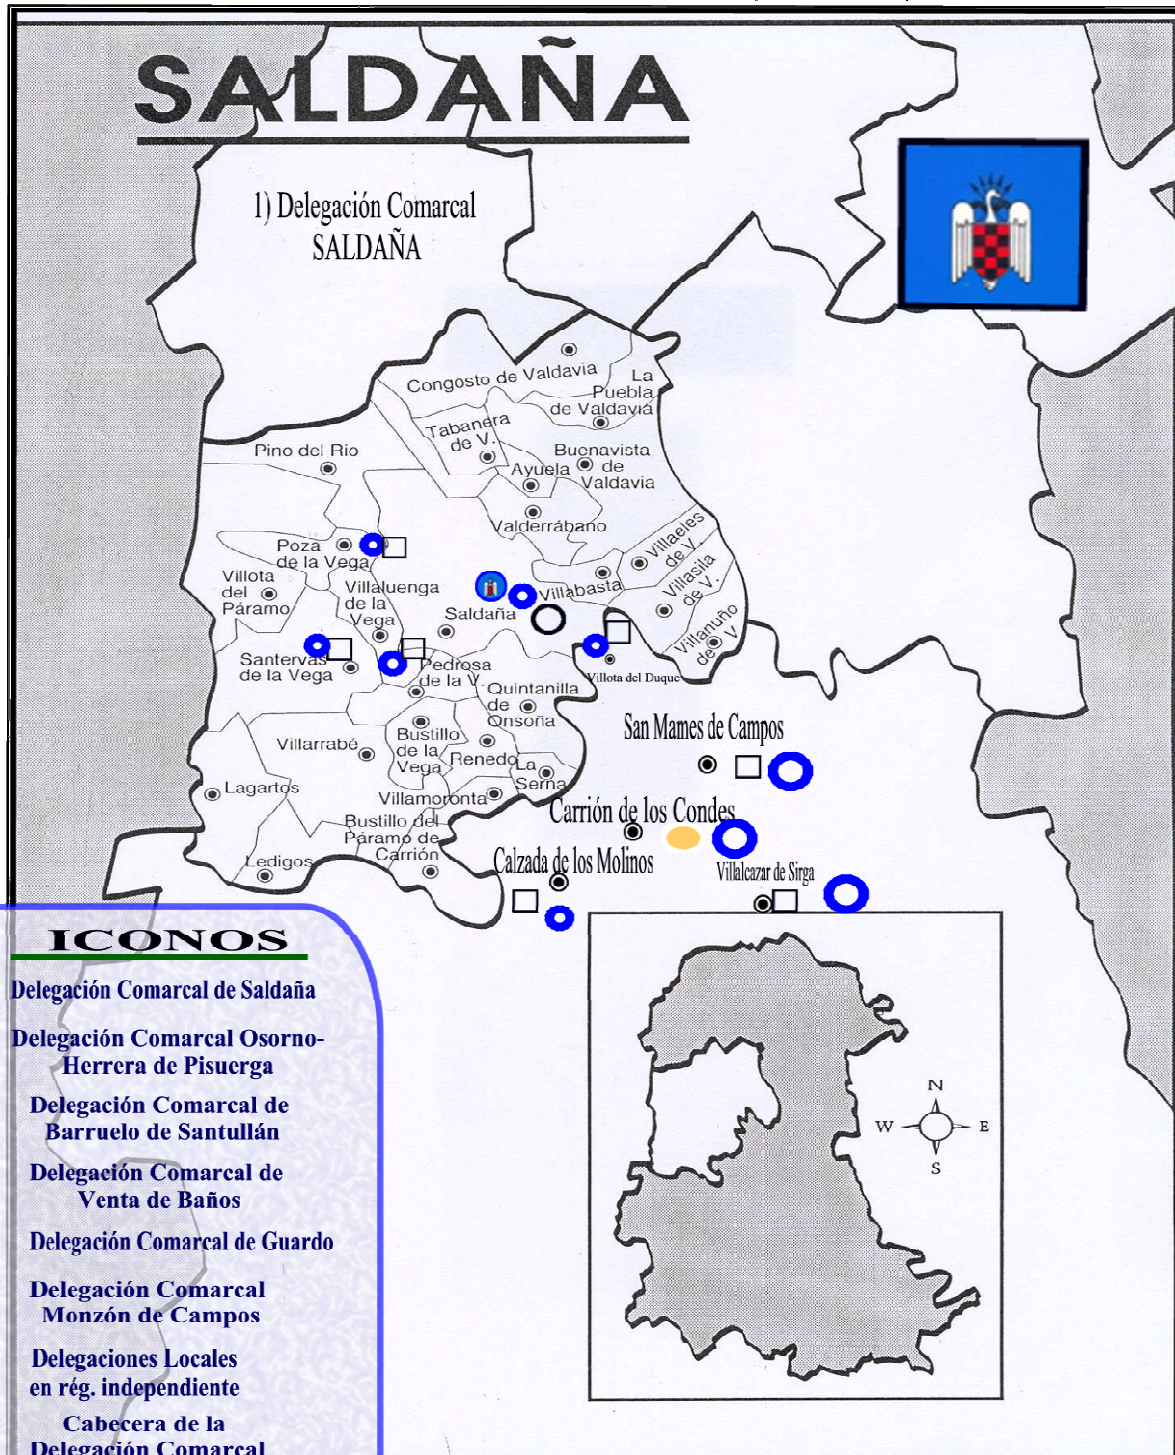 SALDAÑA
1) Delegación Comarcal
SALDAÑA
Congosto de Valdavia
La
Puebla
de Valdavia
Tabanera
de V.
Buenavista
de
Valdavia
Ayuela
Pino del Rio
Valderrábano
Poza
de la Vega
Villaeles
de V.
Villota
del
Páramo
Villaluenga
de la
Vega
Villabasta
Villasila
de V.
Saldaña
Villanuño
de V
Santervas
de la Vega
Pedrosa
de la V.
Villota del Duque
Quintanilla
de
Onsoña
San Mames de Campos
Villarrabé
Bustillo
de la
Vega
Renedo
La
Serna
Lagartos
Villamoronta
Carrión de los Condes
Bustillo del
Páramo de
Carrión
Ledigos
Calzada de los Molinos
Villalcazar de Sirga
ICONOS
Delegación Comarcal de Saldaña
Delegación Comarcal Osorno-
Herrera de Pisuerga
Delegación Comarcal de
Barruelo de Santullán
Delegación Comarcal de
Venta de Baños
Delegación Comarcal de Guardo
Delegación Comarcal
Monzón de Campos
Delegaciones Locales
en rég. independiente
Cabecera de la
Delegación Comarcal
N
W
E
S